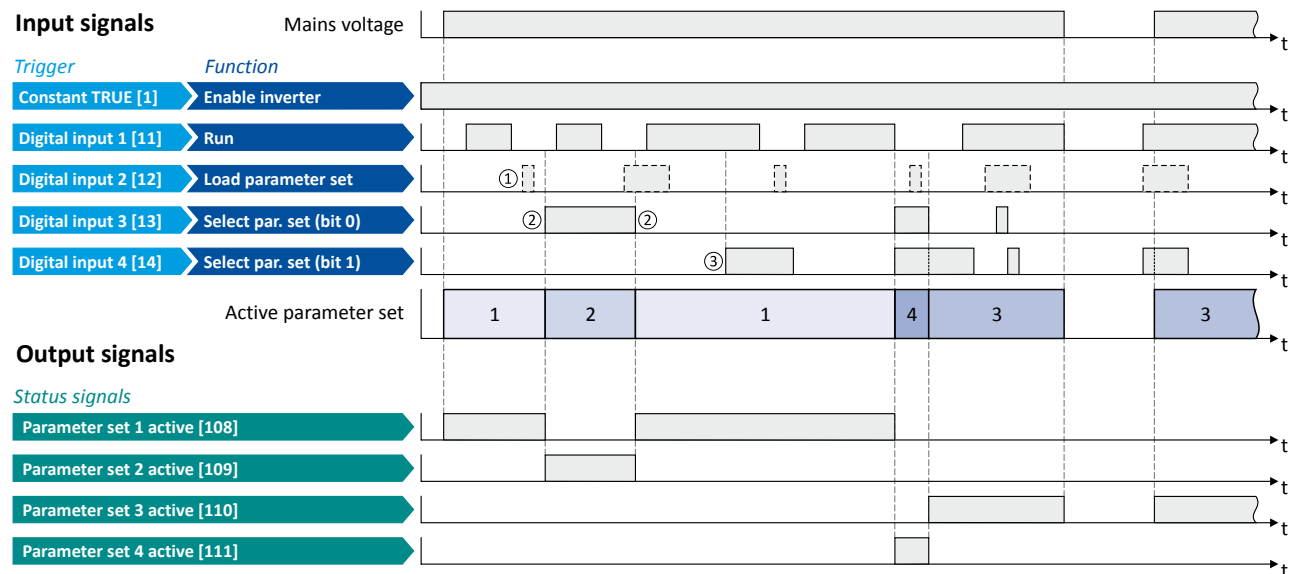 Input signals
Mains voltage
t
Trigger Function
Constant TRUE [1] Enable inverter
t
Digital input 1 [11] Run
t
Digital input 2 [12] Load parameter set ①
t
Digital input 3 [13] Select par. set (bit 0) ② ②
t
Digital input 4 [14] Select par. set (bit 1) ③
t
Active parameter set 1 2 1 4 3 3
t
Output signals
Status signals
Parameter set 1 active [108]
t
Parameter set 2 active [109]
t
Parameter set 3 active [110]
t
Parameter set 4 active [111]
t